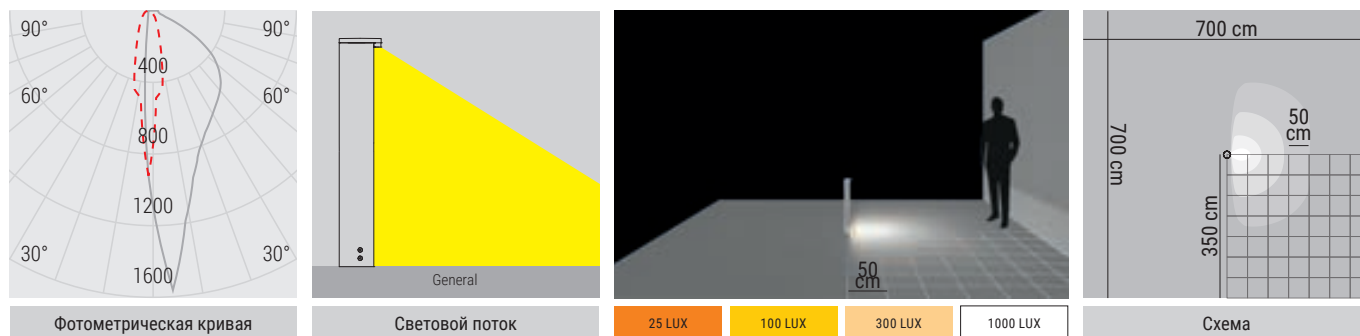 90°
90°
400
60°
60°
800
1200
30°
30°
1600
Фотометрическая кривая
General
Световой поток
50
cm
25 LUX
100 LUX
300 LUX
1000 LUX
700 cm
700 cm
50
cm
350 cm
Схема